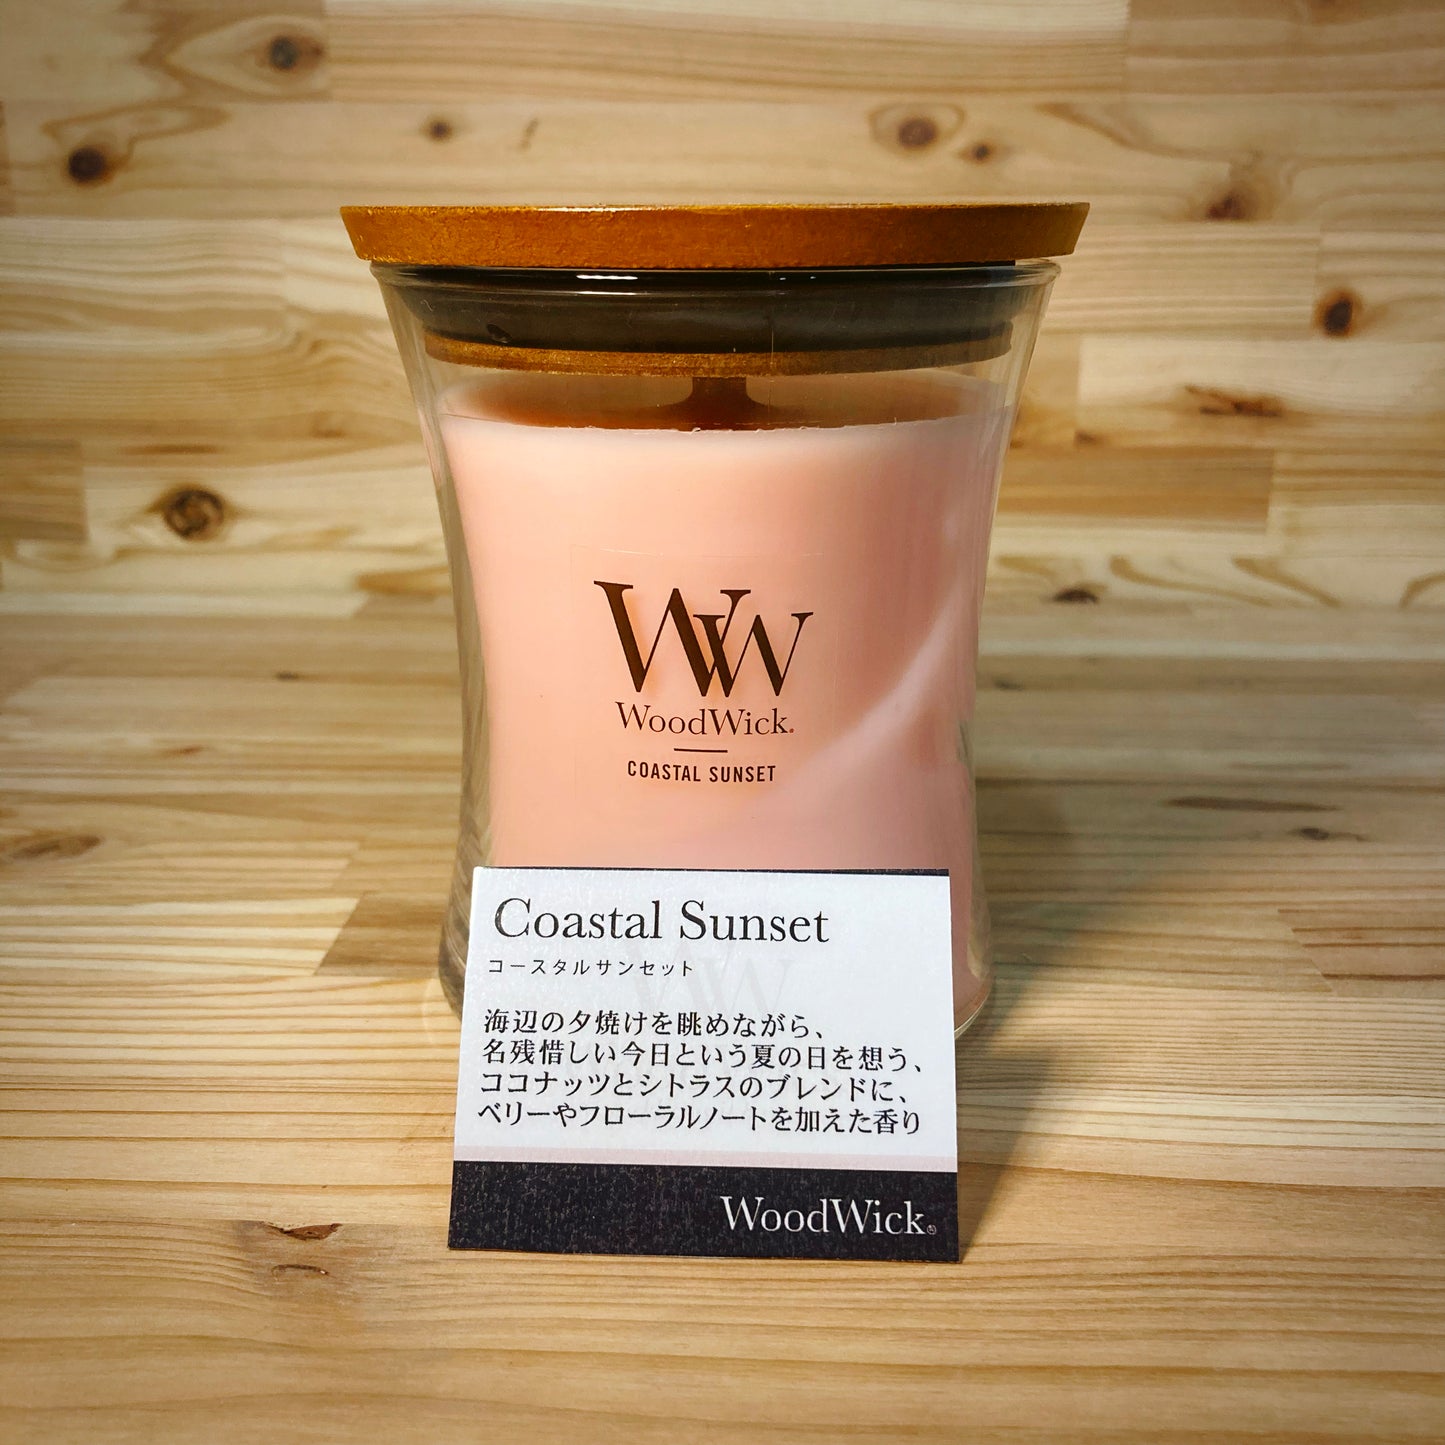 WW
WoodWick.
COASTAL SUNSET
Coastal Sunset
コースタルサンセット
海辺の夕焼けを眺めながら、
名残惜しい今日という夏の日を想う、
ココナッツとシトラスのブレンドに、
ベリーやフローラルノートを加えた香り
WoodWick®